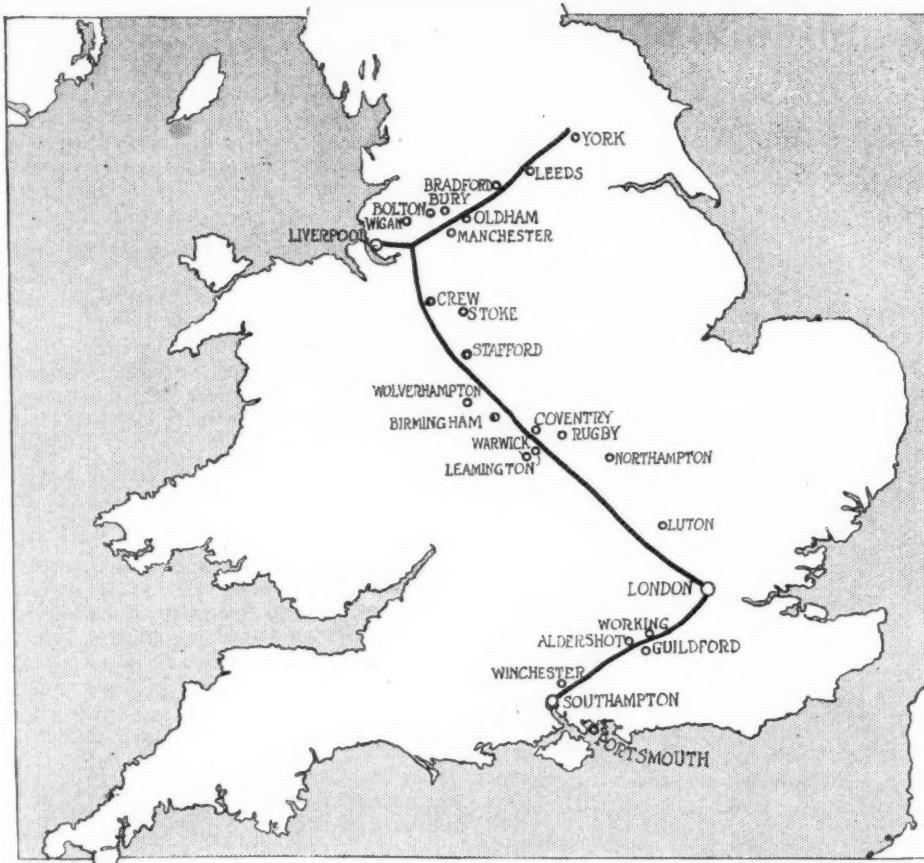 YORK
LEEDS
BRADFORD
BURY
BOLTON
OLDHAM
WIGAN
MANCHESTER
LIVERPOOL
CREW
STOKE
STAFFORD
WOLVERHAMPTON
BIRMINGHAM
COVENTRY
RUGBY
WARWICK
LEAMINGTON
NORTHAMPTON
LUTON
LONDON
WORKING
ALDERSHOT
GUILDFORD
WINCHESTER
SOUTHAMPTON
PORTSMOUTH